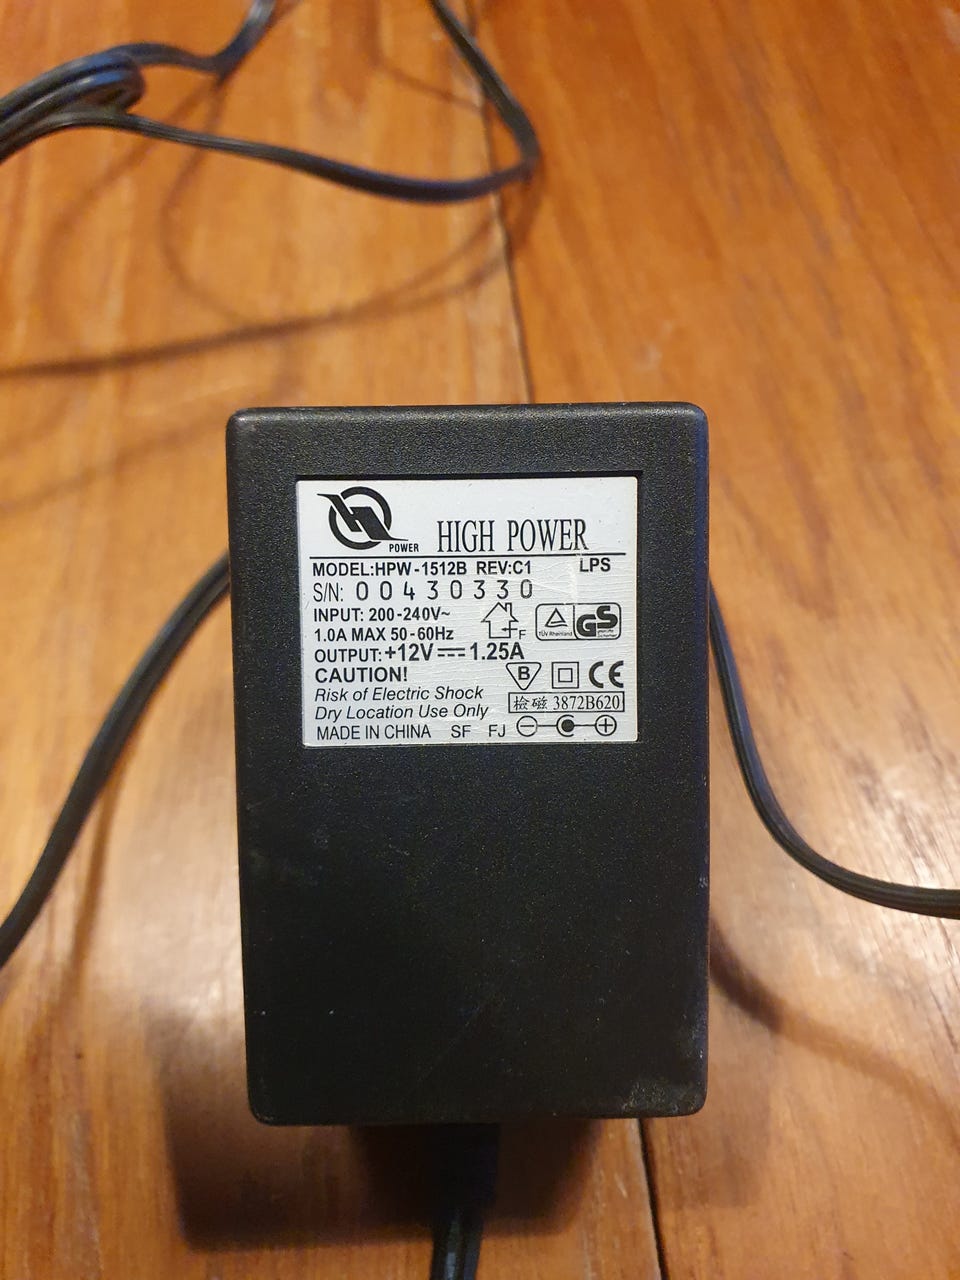 POWER HIGH POWER
MODEL:HPW-1512B REV:C1 LPS
S/N: 00430330
INPUT: 200-240V~
1.0A MAX 50-60Hz
F
TÜV Rheinland
GS
OUTPUT: +12V⎓1.25A
CAUTION!
B CE
Risk of Electric Shock
Dry Location Use Only
檢磁 3872B620
MADE IN CHINA SF FJ